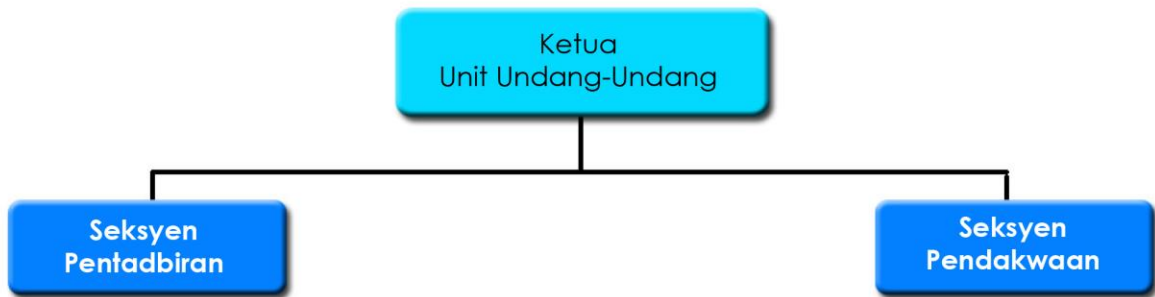 Ketua
Unit Undang-Undang
Seksyen
Pentadbiran
Seksyen
Pendakwaan